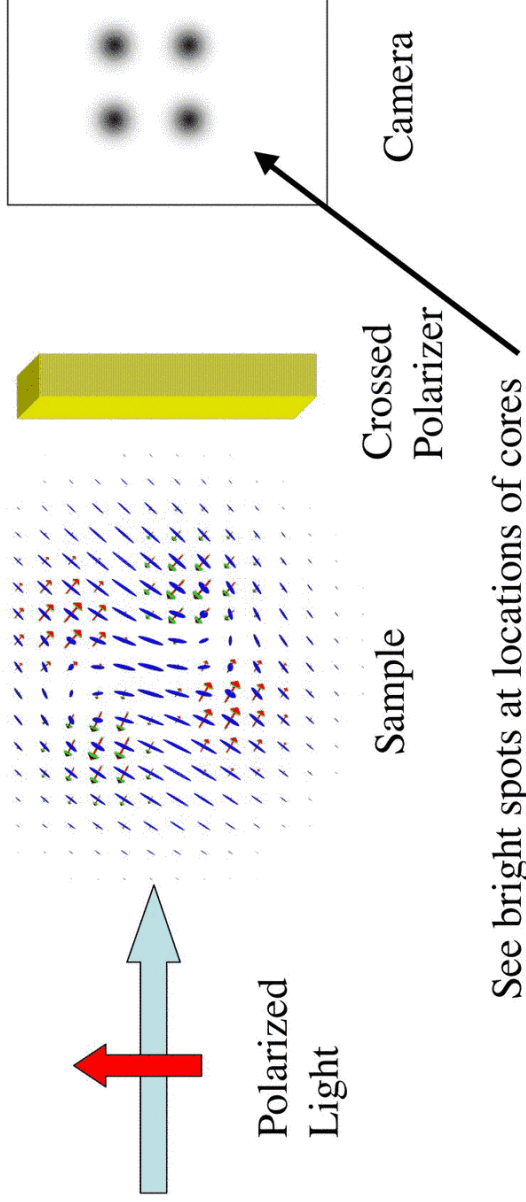 Polarized
Light
Sample
Crossed
Polarizer
Camera
See bright spots at locations of cores